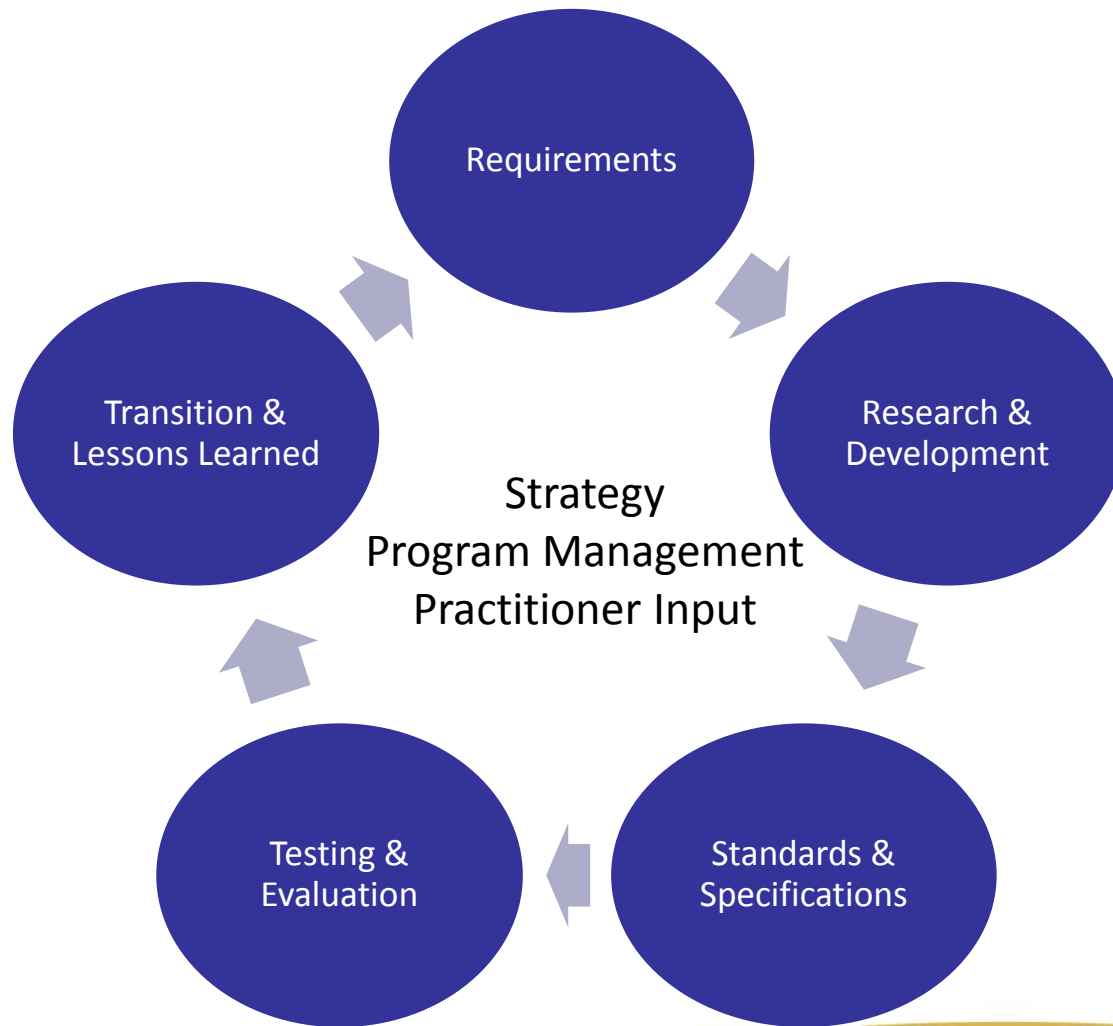 Requirements
Research &
Development
Standards &
Specifications
Testing &
Evaluation
Transition &
Lessons Learned
Strategy
Program Management
Practitioner Input